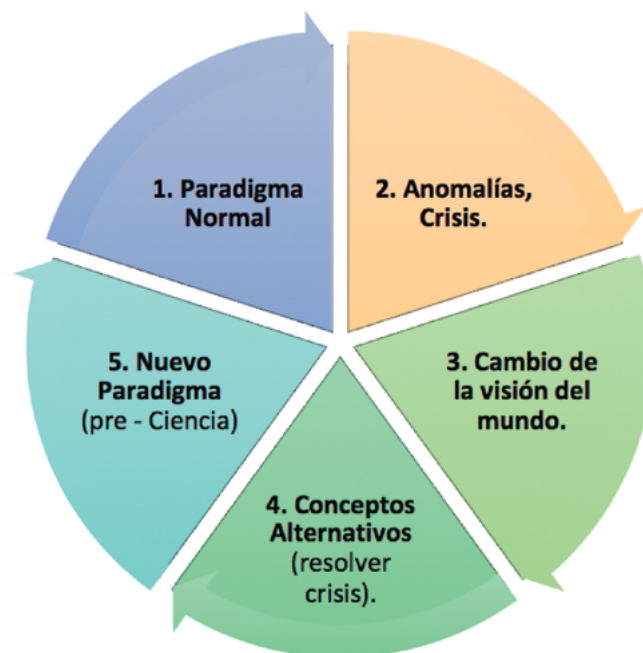 1. Paradigma
Normal
2. Anomalías,
Crisis.
3. Cambio de
la visión del
mundo.
4. Conceptos
Alternativos
(resolver
crisis).
5. Nuevo
Paradigma
(pre - Ciencia)